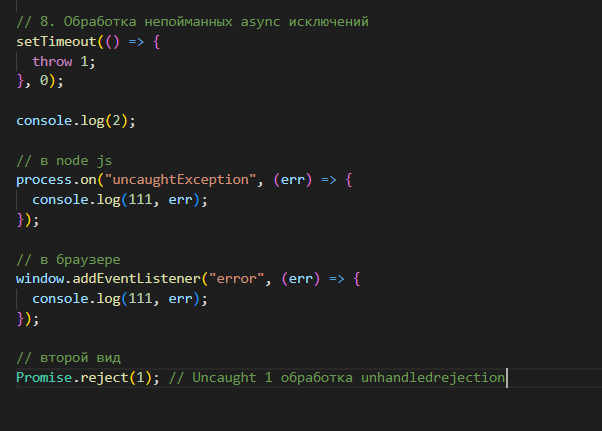 // 8. Обработка непойманных async исключений
setTimeout(() => {
  throw 1;
}, 0);

console.log(2);

// в node js
process.on("uncaughtException", (err) => {
  console.log(111, err);
});

// в браузере
window.addEventListener("error", (err) => {
  console.log(111, err);
});

// второй вид
Promise.reject(1); // Uncaught 1 обработка unhandledrejection